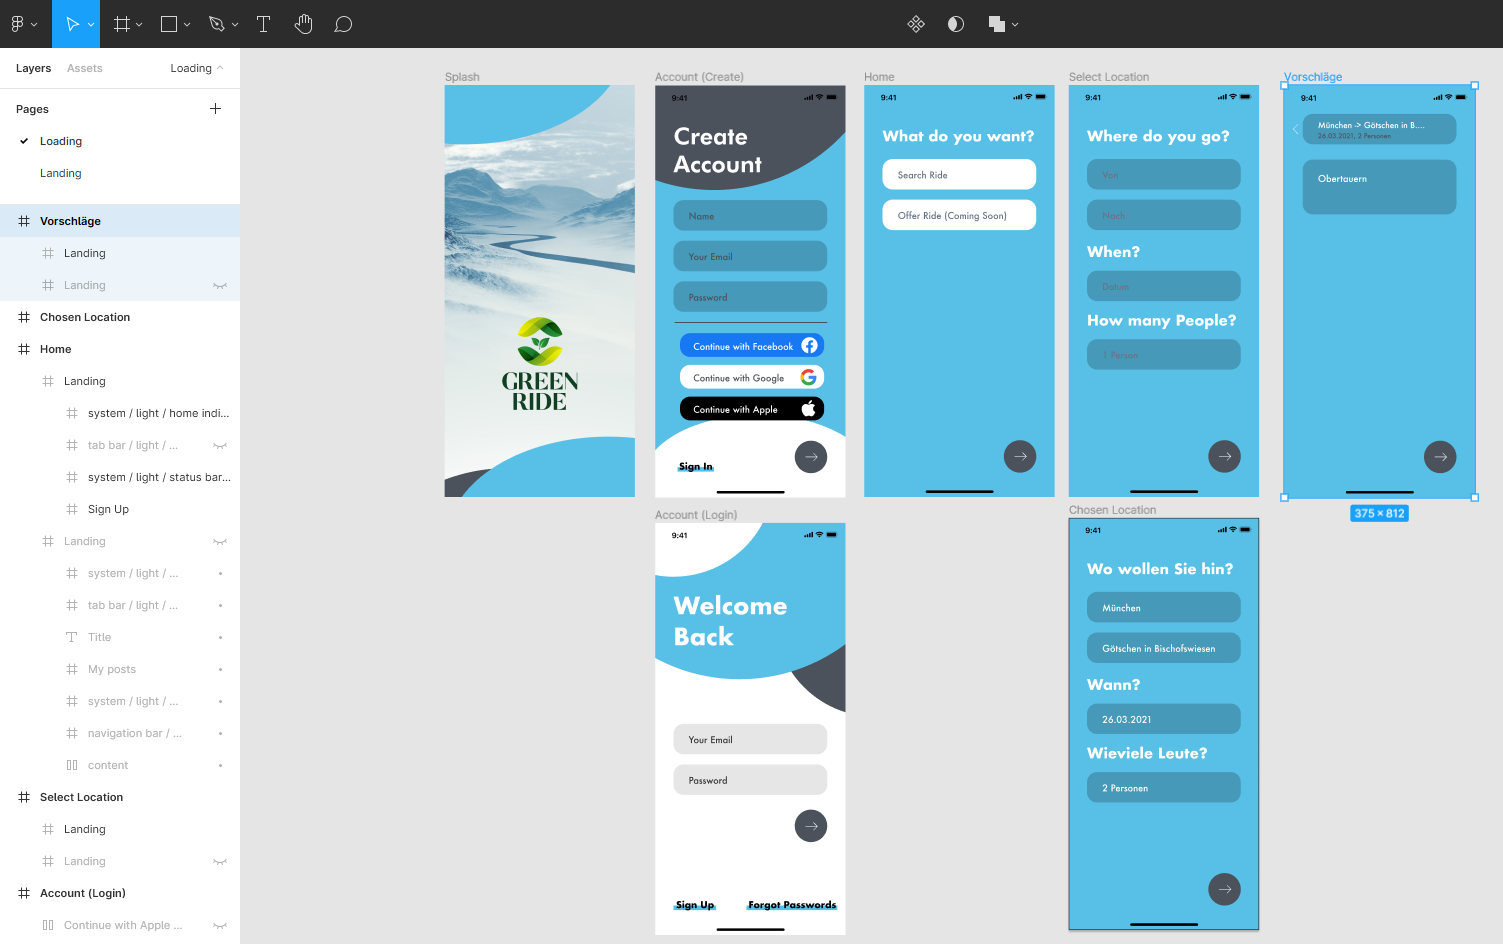 Layers
Assets
Loading
Pages
Loading
Landing
Vorschläge
Landing
Landing
Chosen Location
Home
Landing
system / light / home indi...
tab bar / light / ...
system / light / status bar...
Sign Up
Landing
system / light / ...
tab bar / light / ...
Title
My posts
system / light / ...
navigation bar / ...
content
Select Location
Landing
Landing
Account (Login)
Continue with Apple ...
Splash
GREEN
RIDE
Account (Create)
9:41
Create
Account
Name
Your Email
Password
Continue with Facebook
Continue with Google
Continue with Apple
Sign In
Home
9:41
What do you want?
Search Ride
Offer Ride (Coming Soon)
Select Location
9:41
Where do you go?
Von
Nach
When?
Datum
How many People?
1 Person
Vorschläge
9:41
München -> Götschen in B....
26.03.2021, 2 Personen
Obertauern
375 × 812
Account (Login)
9:41
Welcome
Back
Your Email
Password
Sign Up
Forgot Passwords
Chosen Location
9:41
Wo wollen Sie hin?
München
Götschen in Bischofswiesen
Wann?
26.03.2021
Wieviele Leute?
2 Personen